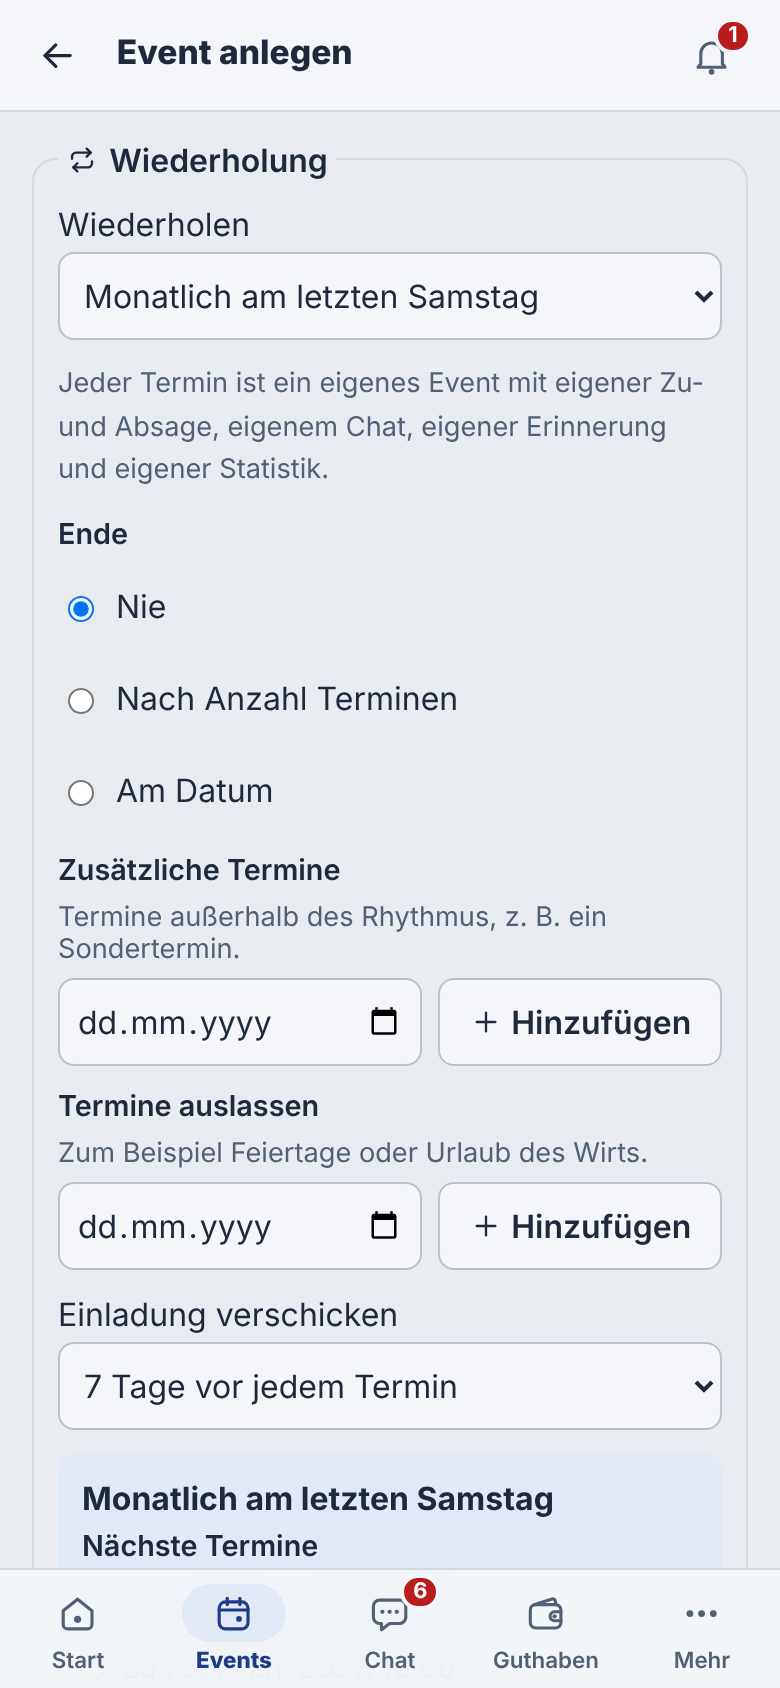 Event anlegen
1
Wiederholung
Wiederholen
Monatlich am letzten Samstag
Jeder Termin ist ein eigenes Event mit eigener Zu-
und Absage, eigenem Chat, eigener Erinnerung
und eigener Statistik.
Ende
Nie
Nach Anzahl Terminen
Am Datum
Zusätzliche Termine
Termine außerhalb des Rhythmus, z. B. ein
Sondertermin.
dd.mm.yyyy
+ Hinzufügen
Termine auslassen
Zum Beispiel Feiertage oder Urlaub des Wirts.
dd.mm.yyyy
+ Hinzufügen
Einladung verschicken
7 Tage vor jedem Termin
Monatlich am letzten Samstag
Nächste Termine
6
Start
Events
Chat
Guthaben
Mehr